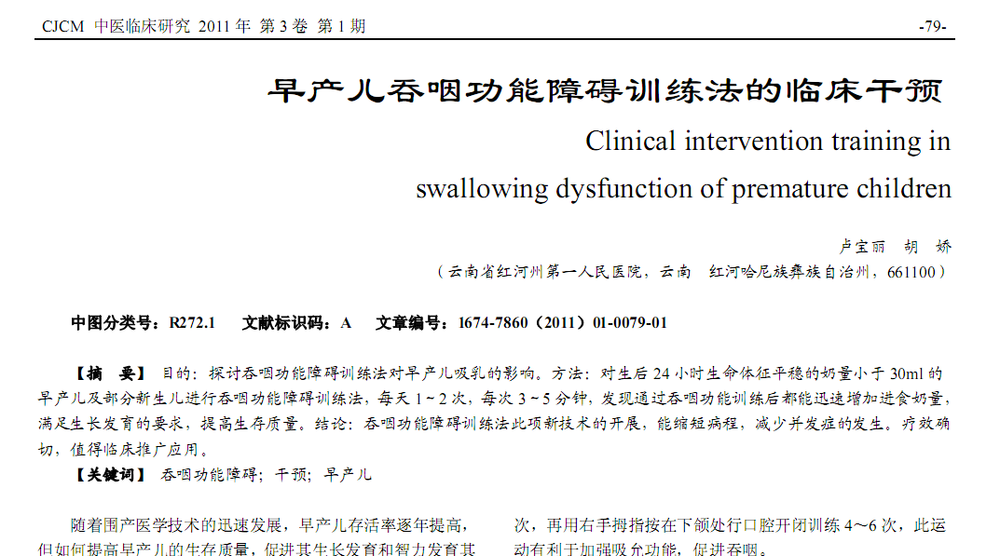 CJCM 中医临床研究 2011 年 第 3 卷 第 1 期 -79-
早产儿吞咽功能障碍训练法的临床干预
Clinical intervention training in
swallowing dysfunction of premature children
卢宝丽 胡 娇
（云南省红河州第一人民医院，云南 红河哈尼族彝族自治州，661100）
中图分类号：R272.1 文献标识码：A 文章编号：1674-7860（2011）01-0079-01
【摘 要】 目的：探讨吞咽功能障碍训练法对早产儿吸乳的影响。方法：对生后 24 小时生命体征平稳的奶量小于 30ml 的
早产儿及部分新生儿进行吞咽功能障碍训练法，每天 1～2 次，每次 3～5 分钟，发现通过吞咽功能训练后都能迅速增加进食奶量，
满足生长发育的要求，提高生存质量。结论：吞咽功能障碍训练法此项新技术的开展，能缩短病程，减少并发症的发生。疗效确
切，值得临床推广应用。
【关键词】 吞咽功能障碍；干预；早产儿
随着围产医学技术的迅速发展，早产儿存活率逐年提高，
但如何提高早产儿的生存质量，促进其生长发育和智力发育其
次，再用右手拇指按在下颌处行口腔开闭训练 4～6 次，此运
动有利于加强吸允功能，促进吞咽。